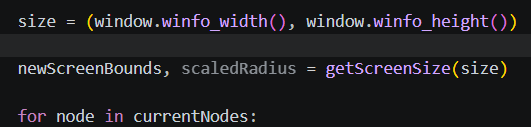 size = (window.winfo_width(), window.winfo_height())
newScreenBounds, scaledRadius = getScreenSize(size)
for node in currentNodes: